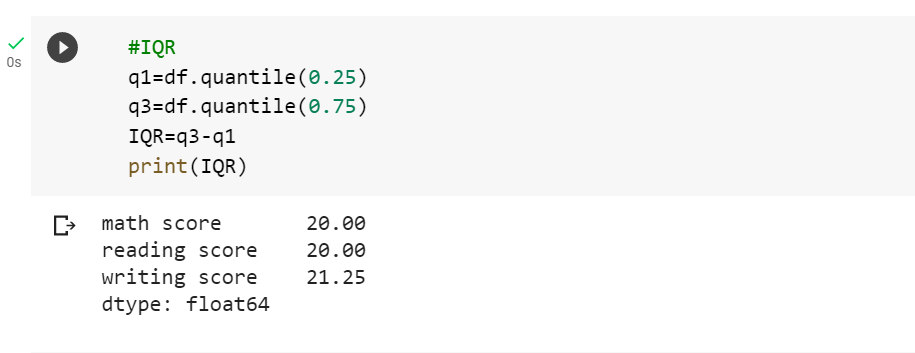 #IQR
q1=df.quantile(0.25)
q3=df.quantile(0.75)
IQR=q3-q1
print(IQR)
0s
math score       20.00
reading score    20.00
writing score    21.25
dtype: float64